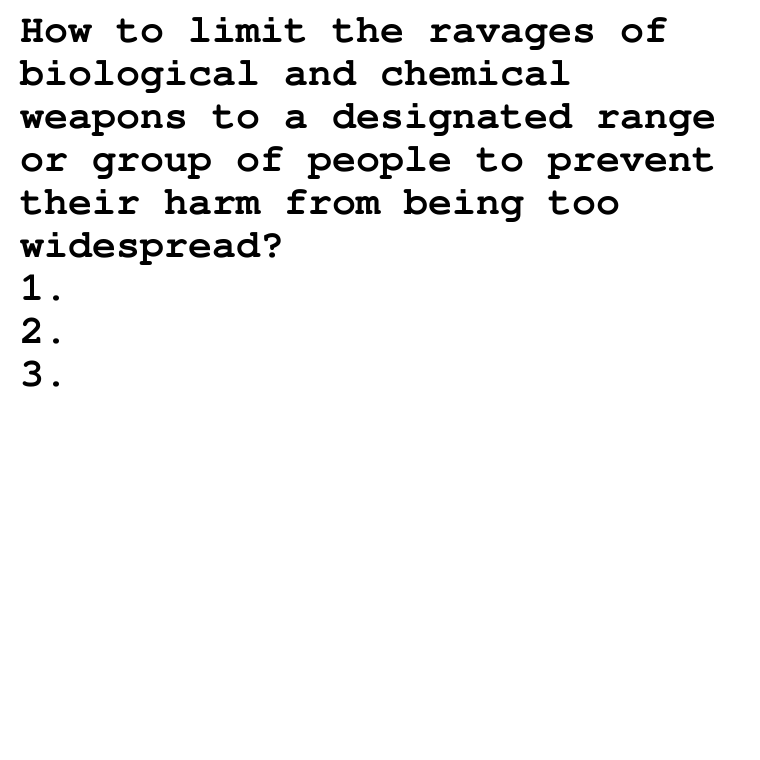 How to limit the ravages of
biological and chemical
weapons to a designated range
or group of people to prevent
their harm from being too
widespread?
1.
2.
3.